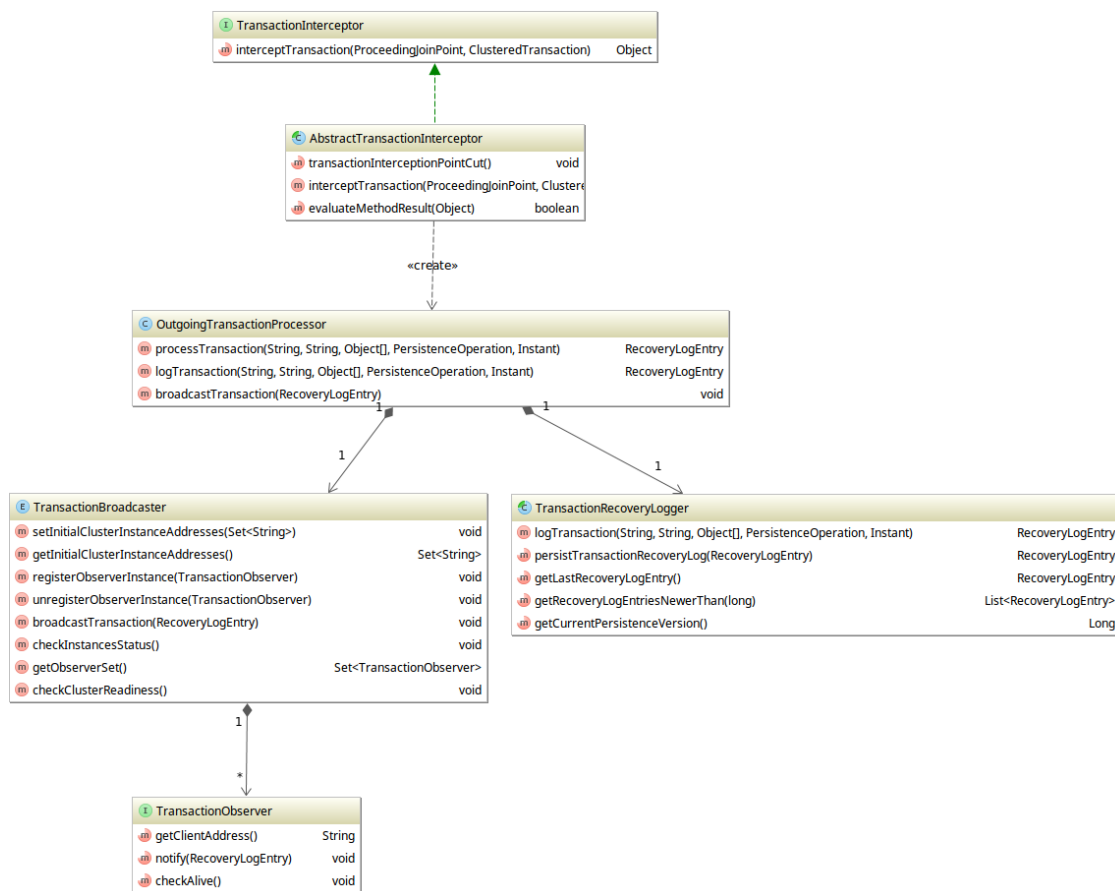 I TransactionInterceptor
m interceptTransaction(ProceedingJoinPoint, ClusteredTransaction) Object
C AbstractTransactionInterceptor
m transactionInterceptionPointCut() void
m interceptTransaction(ProceedingJoinPoint, Clustere
m evaluateMethodResult(Object) boolean
«create»
C OutgoingTransactionProcessor
m processTransaction(String, String, Object[], PersistenceOperation, Instant) RecoveryLogEntry
m logTransaction(String, String, Object[], PersistenceOperation, Instant) RecoveryLogEntry
m broadcastTransaction(RecoveryLogEntry) void
1 1
1 1
E TransactionBroadcaster
m setInitialClusterInstanceAddresses(Set<String>) void
m getInitialClusterInstanceAddresses() Set<String>
m registerObserverInstance(TransactionObserver) void
m unregisterObserverInstance(TransactionObserver) void
m broadcastTransaction(RecoveryLogEntry) void
m checkInstancesStatus() void
m getObserverSet() Set<TransactionObserver>
m checkClusterReadiness() void
C TransactionRecoveryLogger
m logTransaction(String, String, Object[], PersistenceOperation, Instant) RecoveryLogEntry
m persistTransactionRecoveryLog(RecoveryLogEntry) RecoveryLogEntry
m getLastRecoveryLogEntry() RecoveryLogEntry
m getRecoveryLogEntriesNewerThan(long) List<RecoveryLogEntry>
m getCurrentPersistenceVersion() Long
1
*
I TransactionObserver
m getClientAddress() String
m notify(RecoveryLogEntry) void
m checkAlive() void